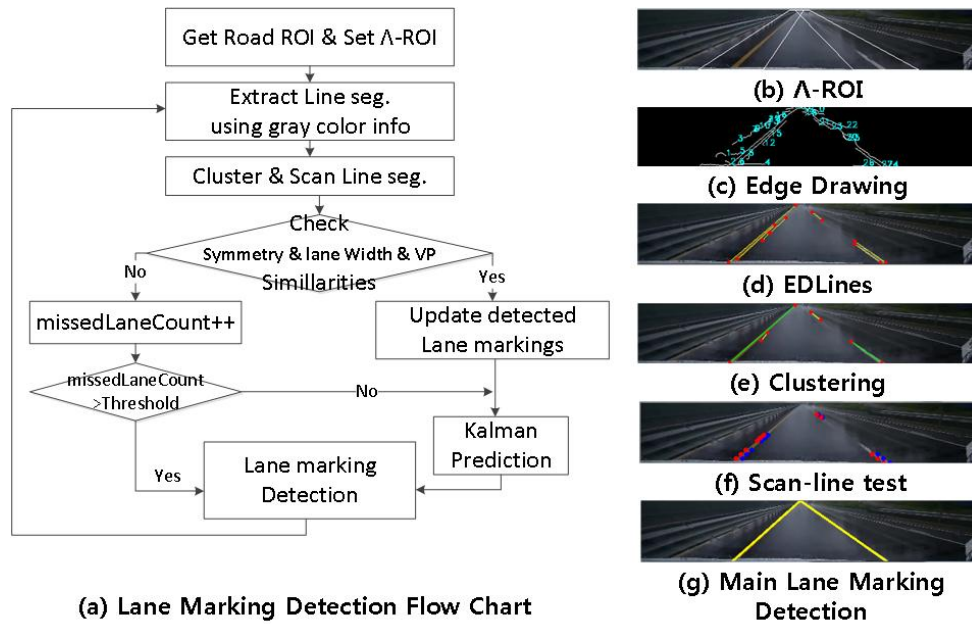 Get Road ROI & Set Λ-ROI
Extract Line seg.
using gray color info
Cluster & Scan Line seg.
Check
Symmetry & lane Width & VP
Simillarities
No
Yes
missedLaneCount++
Update detected
Lane markings
missedLaneCount
>Threshold
No
Kalman
Prediction
Yes
Lane marking
Detection
(a) Lane Marking Detection Flow Chart
(b) Λ-ROI
(c) Edge Drawing
(d) EDLines
(e) Clustering
(f) Scan-line test
(g) Main Lane Marking
Detection